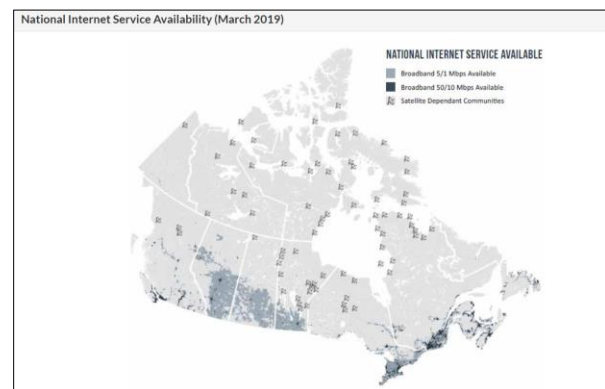 National Internet Service Availability (March 2019)
NATIONAL INTERNET SERVICE AVAILABLE
Broadband 5/1 Mbps Available
Broadband 50/10 Mbps Available
Satellite Dependant Communities